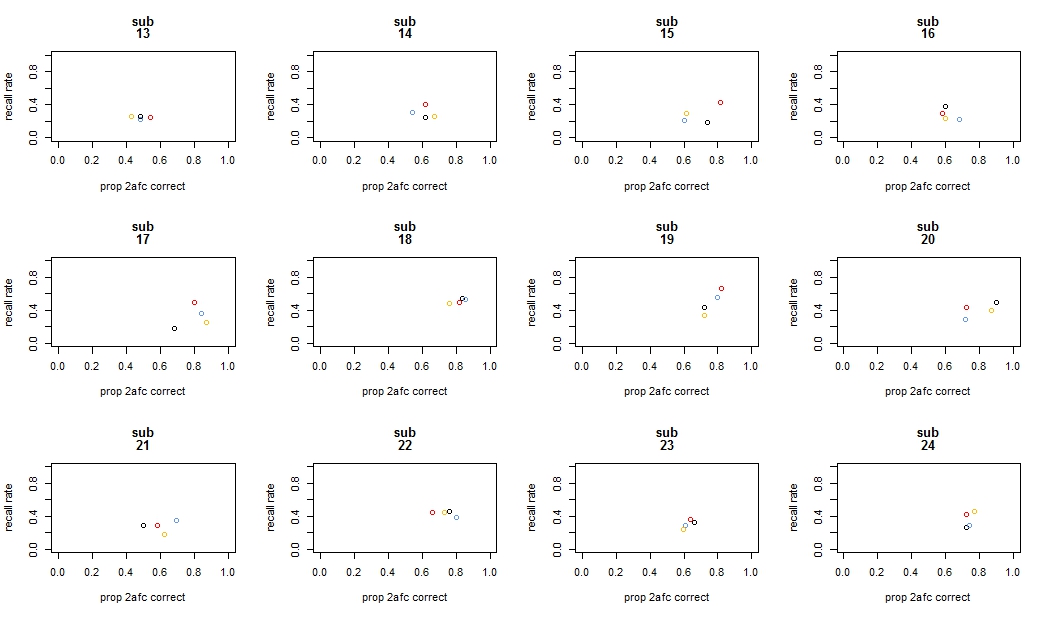 sub sub sub sub
13 14 15 16
recall rate recall rate recall rate recall rate
0.8 0.8 0.8 0.8
0.4 0.4 0.4 0.4
0.0 0.0 0.0 0.0
0.0 0.2 0.4 0.6 0.8 1.0 0.0 0.2 0.4 0.6 0.8 1.0 0.0 0.2 0.4 0.6 0.8 1.0 0.0 0.2 0.4 0.6 0.8 1.0
prop 2afc correct prop 2afc correct prop 2afc correct prop 2afc correct
sub sub sub sub
17 18 19 20
recall rate recall rate recall rate recall rate
0.8 0.8 0.8 0.8
0.4 0.4 0.4 0.4
0.0 0.0 0.0 0.0
0.0 0.2 0.4 0.6 0.8 1.0 0.0 0.2 0.4 0.6 0.8 1.0 0.0 0.2 0.4 0.6 0.8 1.0 0.0 0.2 0.4 0.6 0.8 1.0
prop 2afc correct prop 2afc correct prop 2afc correct prop 2afc correct
sub sub sub sub
21 22 23 24
recall rate recall rate recall rate recall rate
0.8 0.8 0.8 0.8
0.4 0.4 0.4 0.4
0.0 0.0 0.0 0.0
0.0 0.2 0.4 0.6 0.8 1.0 0.0 0.2 0.4 0.6 0.8 1.0 0.0 0.2 0.4 0.6 0.8 1.0 0.0 0.2 0.4 0.6 0.8 1.0
prop 2afc correct prop 2afc correct prop 2afc correct prop 2afc correct